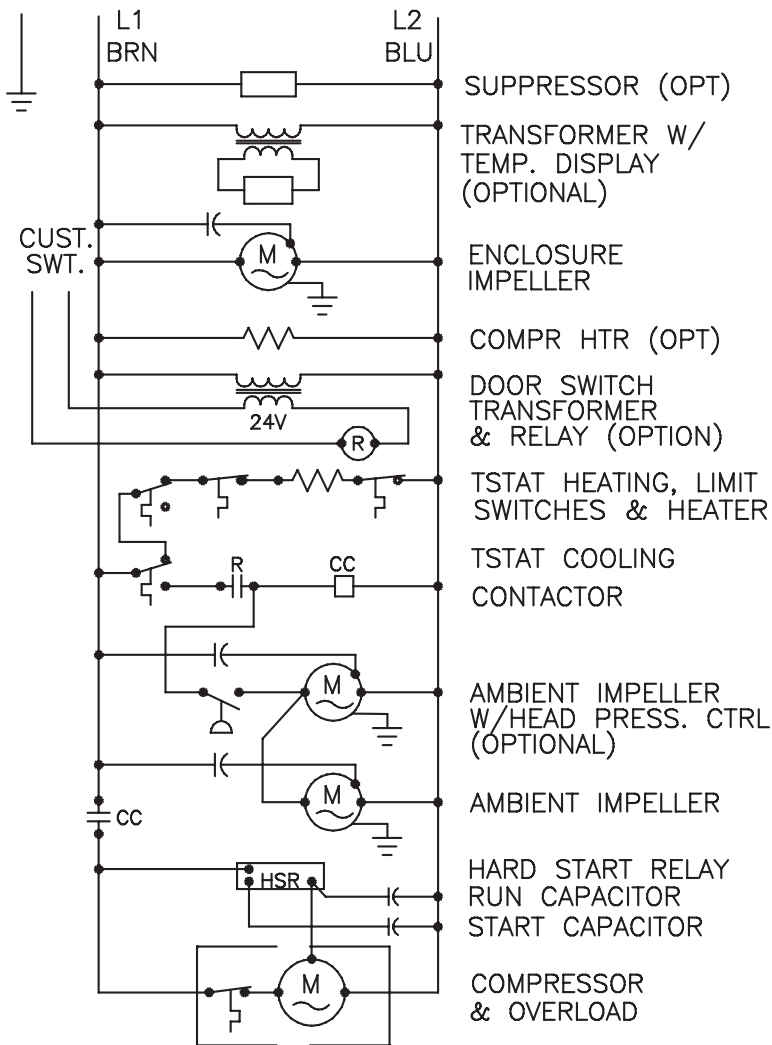 L1 L2
BRN BLU
SUPPRESSOR (OPT)
TRANSFORMER W/
TEMP. DISPLAY
(OPTIONAL)
CUST.
SWT.
M
ENCLOSURE
IMPELLER
COMPR HTR (OPT)
DOOR SWITCH
TRANSFORMER
& RELAY (OPTION)
24V
R
TSTAT HEATING, LIMIT
SWITCHES & HEATER
TSTAT COOLING
R CC
CONTACTOR
M
AMBIENT IMPELLER
W/HEAD PRESS. CTRL
(OPTIONAL)
M
AMBIENT IMPELLER
CC
HARD START RELAY
HSR
RUN CAPACITOR
START CAPACITOR
M
COMPRESSOR
& OVERLOAD